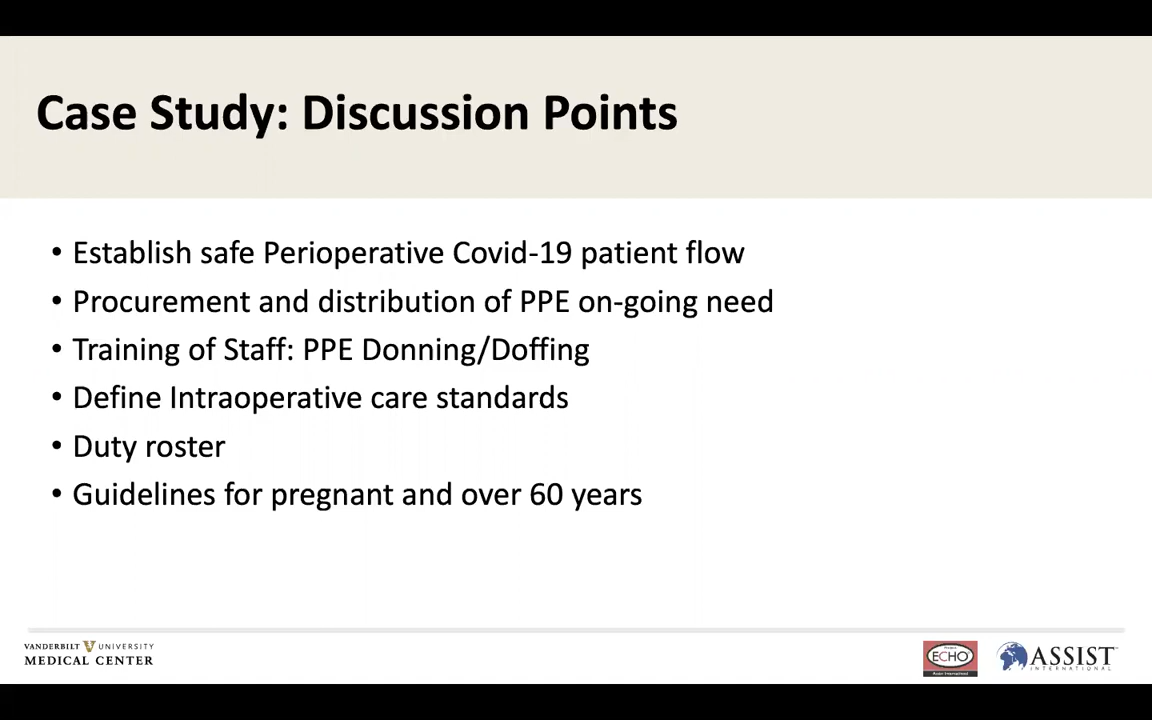 Case Study: Discussion Points
• Establish safe Perioperative Covid-19 patient flow
• Procurement and distribution of PPE on-going need
• Training of Staff: PPE Donning/Doffing
• Define Intraoperative care standards
• Duty roster
• Guidelines for pregnant and over 60 years
VANDERBILT UNIVERSITY
MEDICAL CENTER
ECHO
ASSIST
INTERNATIONAL